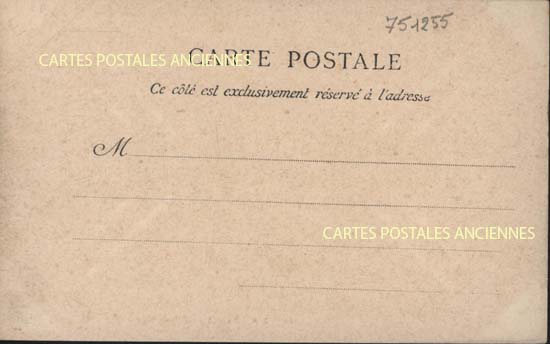 751255
CARTES POSTALES ANCIENNES
CARTE POSTALE
Ce côté est exclusivement réservé à l'adresse
M
CARTES POSTALES ANCIENNES